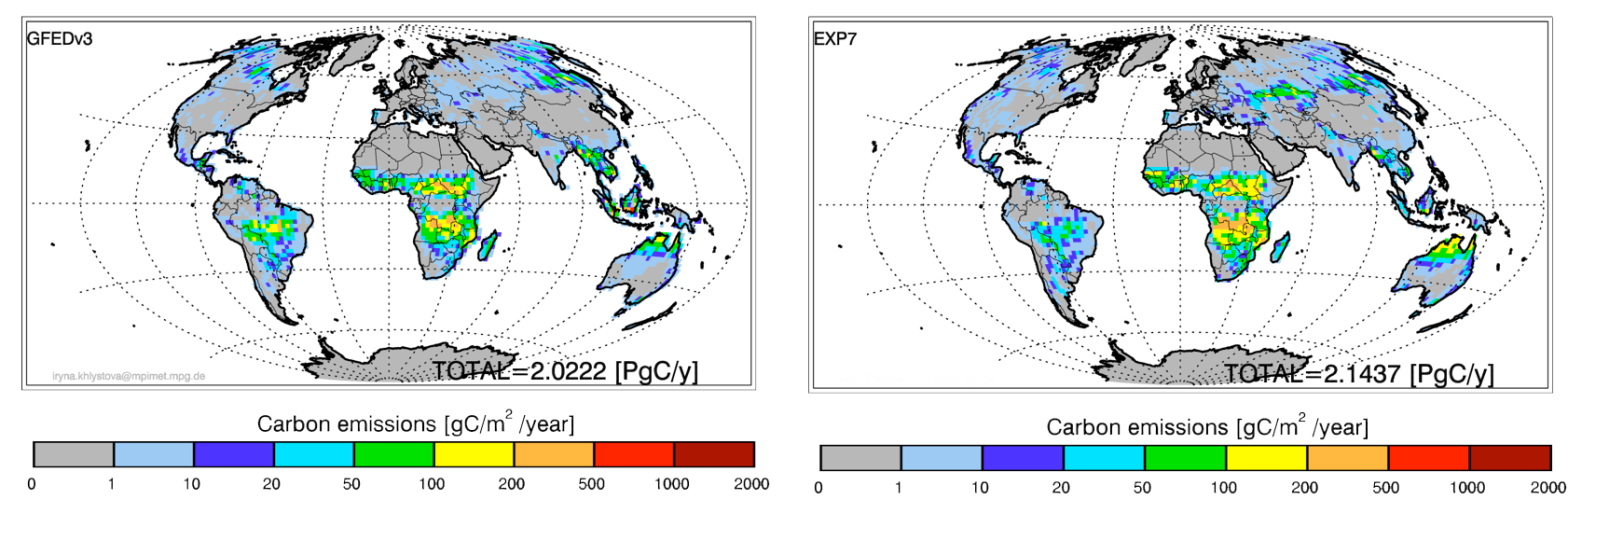 GFEDv3
iryna.khlystova@mpimet.mpg.de
TOTAL=2.0222 [PgC/y]
Carbon emissions [gC/m2 /year]
0 1 10 20 50 100 200 500 1000 2000
EXP7
TOTAL=2.1437 [PgC/y]
Carbon emissions [gC/m2 /year]
0 1 10 20 50 100 200 500 1000 2000